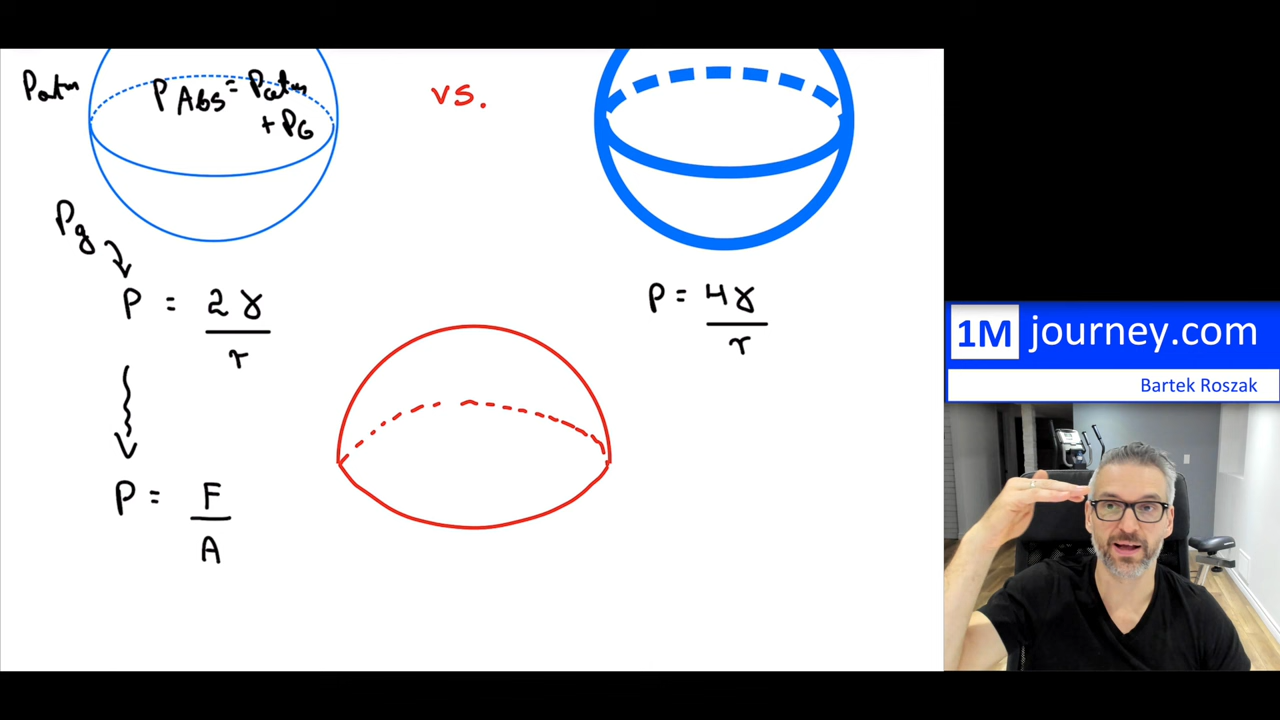 Patm
P Abs = Patm
+ PG
vs.
Pg
P = 2γ
r
P = 4γ
r
P = F
A
1M journey.com
Bartek Roszak